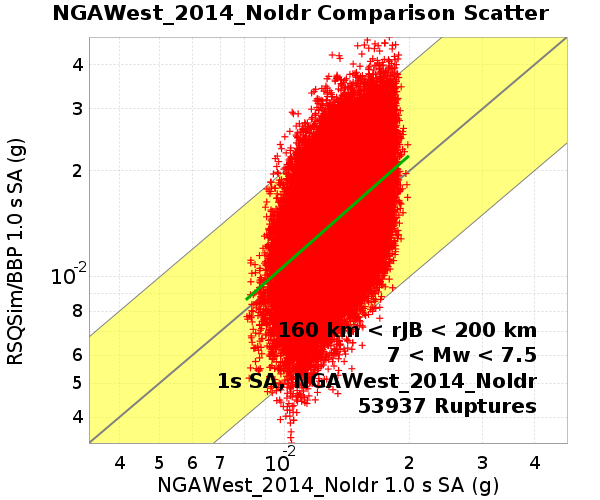 NGAWest_2014_NoIdr Comparison Scatter
RSQSim/BBP 1.0 s SA (g)
4
3
2
10-2
8
7
6
5
4
160 km < rJB < 200 km
7 < Mw < 7.5
1s SA, NGAWest_2014_NoIdr
53937 Ruptures
4 5 6 7 10-2 2 3 4
NGAWest_2014_NoIdr 1.0 s SA (g)